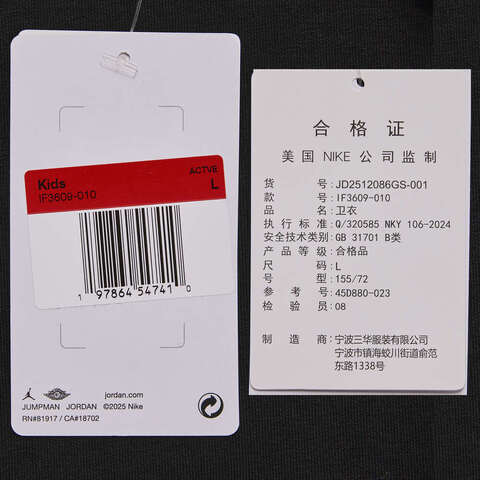 ACTVS
Kids L
IF3609-010
1 97864 54741 0
jordan.com
JUMPMAN JORDAN ©2025 Nike
RN#81917 / CA#18702
合格证
美国 NIKE 公司监制
货号:JD2512086GS-001
款号:IF3609-010
品名:卫衣
执行标准:Q/320585 NKY 106-2024
安全技术类别:GB 31701 B类
产品等级:合格品
尺码:L
号型:155/72
参考号:45D880-023
检验员:08
制造商:宁波三华服装有限公司
宁波市镇海蛟川街道俞范
东路1338号